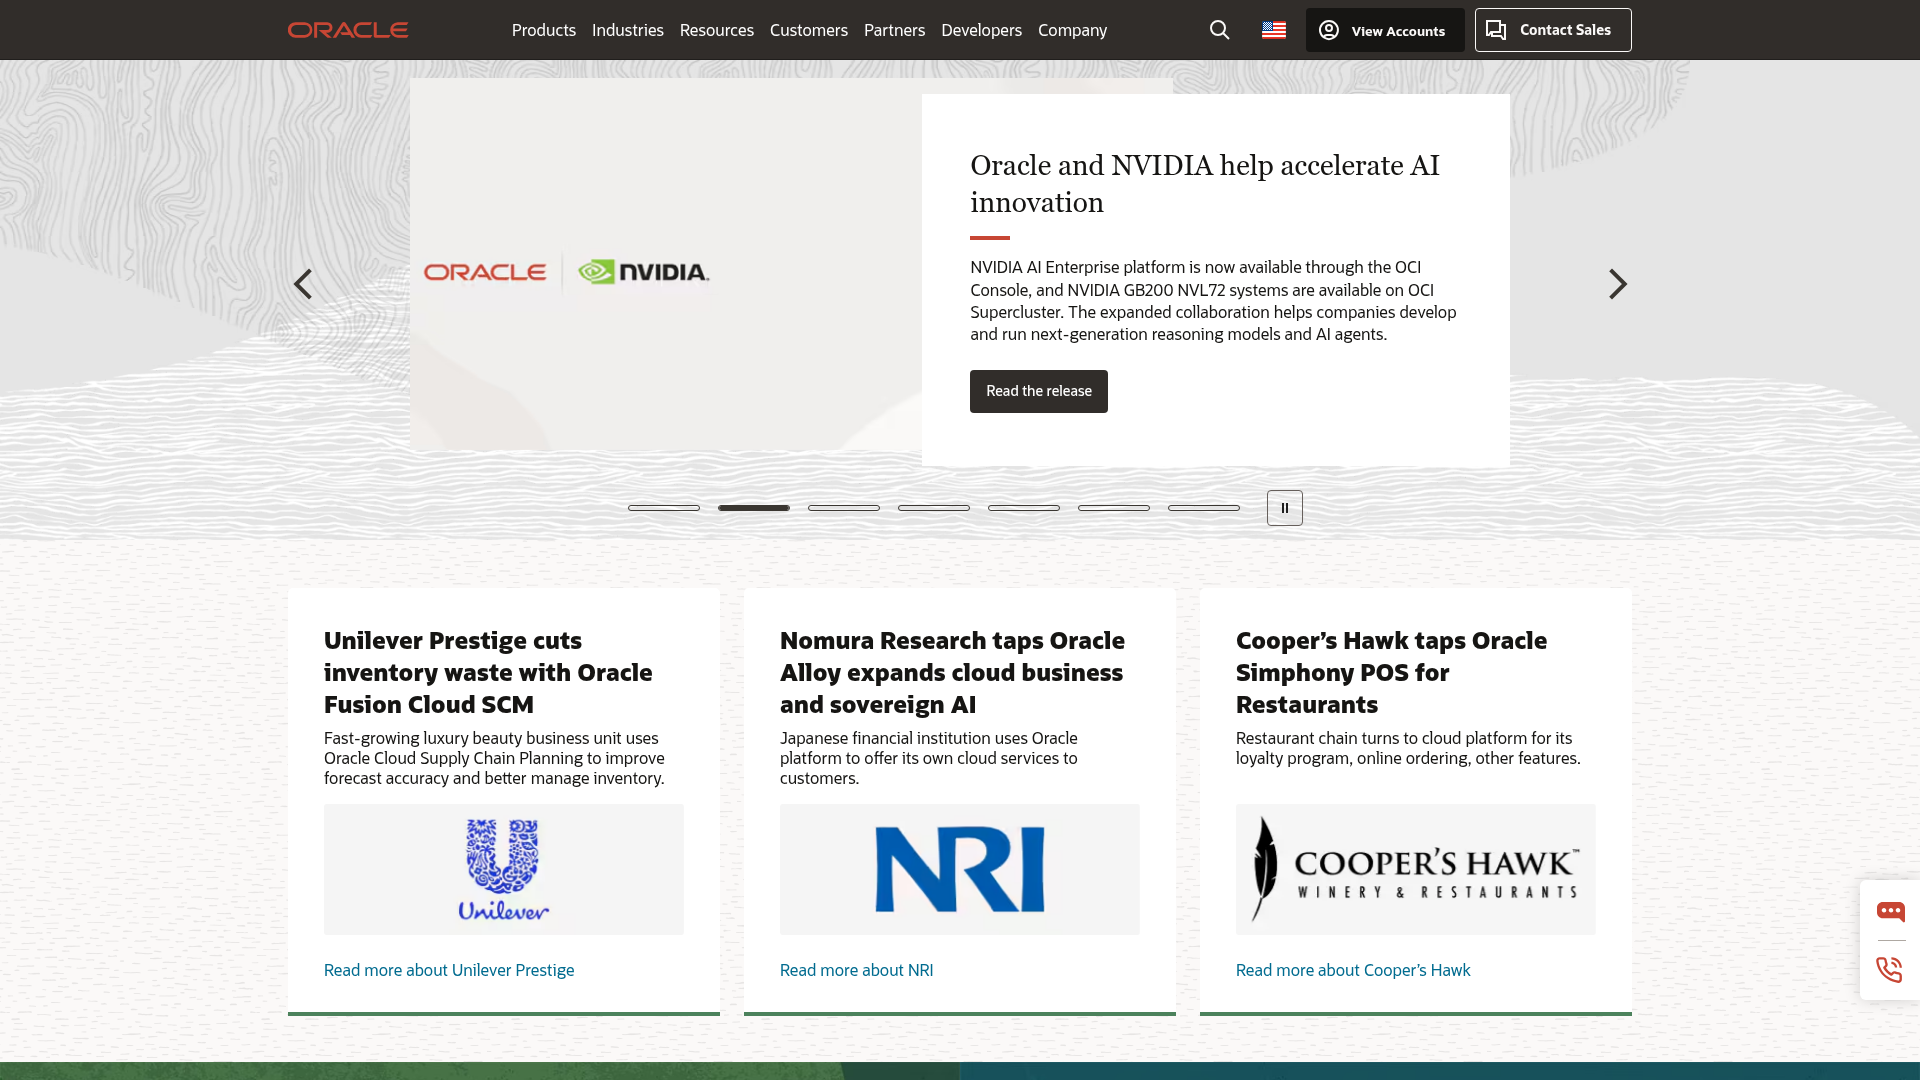 ORACLE
Products Industries Resources Customers Partners Developers Company
View Accounts
Contact Sales
ORACLE NVIDIA.
Oracle and NVIDIA help accelerate AI
innovation
NVIDIA AI Enterprise platform is now available through the OCI
Console, and NVIDIA GB200 NVL72 systems are available on OCI
Supercluster. The expanded collaboration helps companies develop
and run next-generation reasoning models and AI agents.
Read the release
Unilever Prestige cuts
inventory waste with Oracle
Fusion Cloud SCM
Fast-growing luxury beauty business unit uses
Oracle Cloud Supply Chain Planning to improve
forecast accuracy and better manage inventory.
Unilever
Read more about Unilever Prestige
Nomura Research taps Oracle
Alloy expands cloud business
and sovereign AI
Japanese financial institution uses Oracle
platform to offer its own cloud services to
customers.
NRI
Read more about NRI
Cooper’s Hawk taps Oracle
Simphony POS for
Restaurants
Restaurant chain turns to cloud platform for its
loyalty program, online ordering, other features.
COOPER'S HAWK™
WINERY & RESTAURANTS
Read more about Cooper’s Hawk